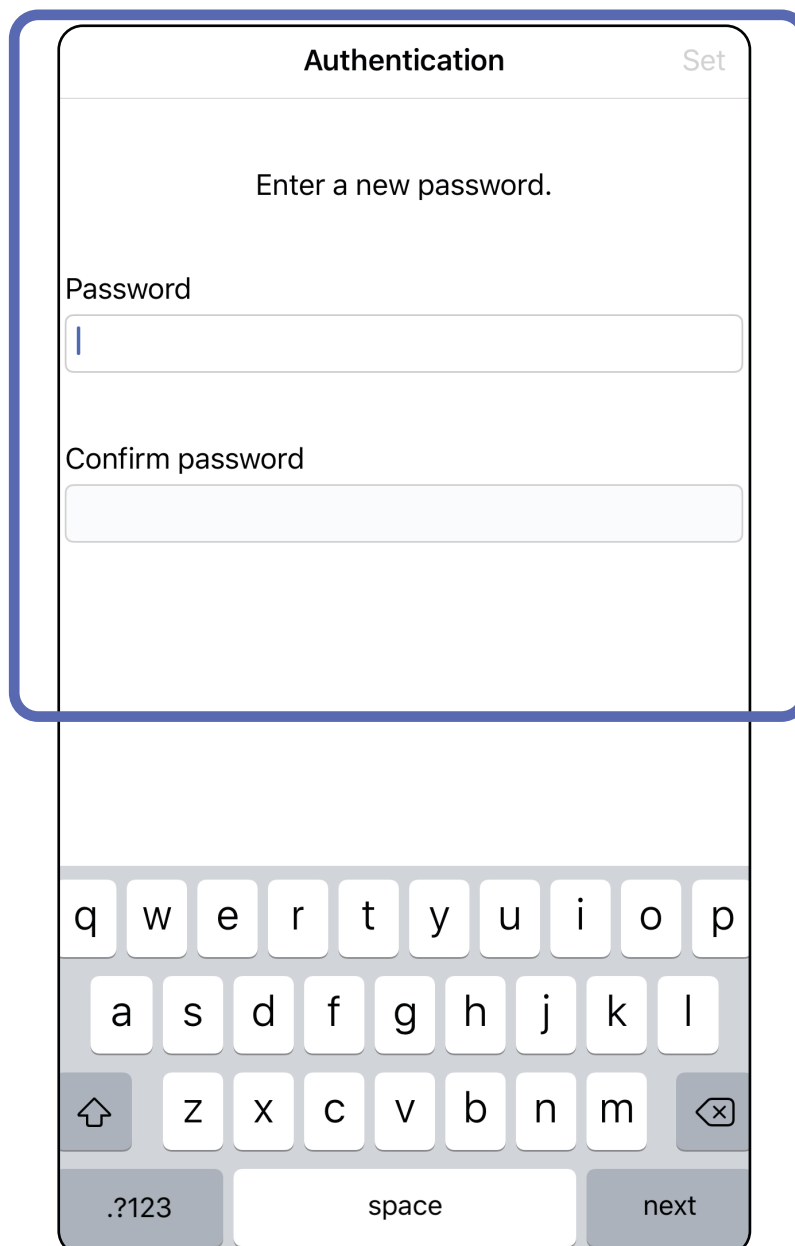 Authentication Set
Enter a new password.
Password
Confirm password
q w e r t y u i o p
a s d f g h j k l
z x c v b n m
.?123 space next